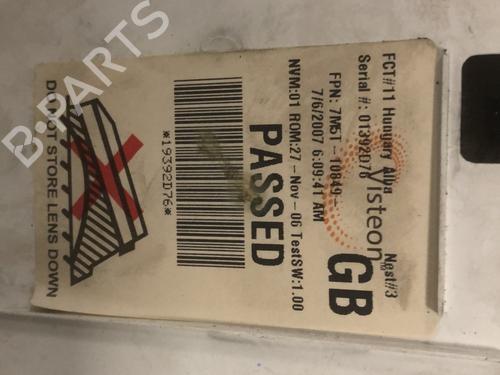 FCT#11 Hungary Alba Nest#3
Serial #: 01392D76
Visteon
FPN: 7M5T - 10849 -
GB
7/6/2007 6:09:41 AM
NVM:01 ROM:27 - Nov - 06 TestSW:1.00
PASSED
*19392D76*
DO NOT STORE LENS DOWN
B-PARTS